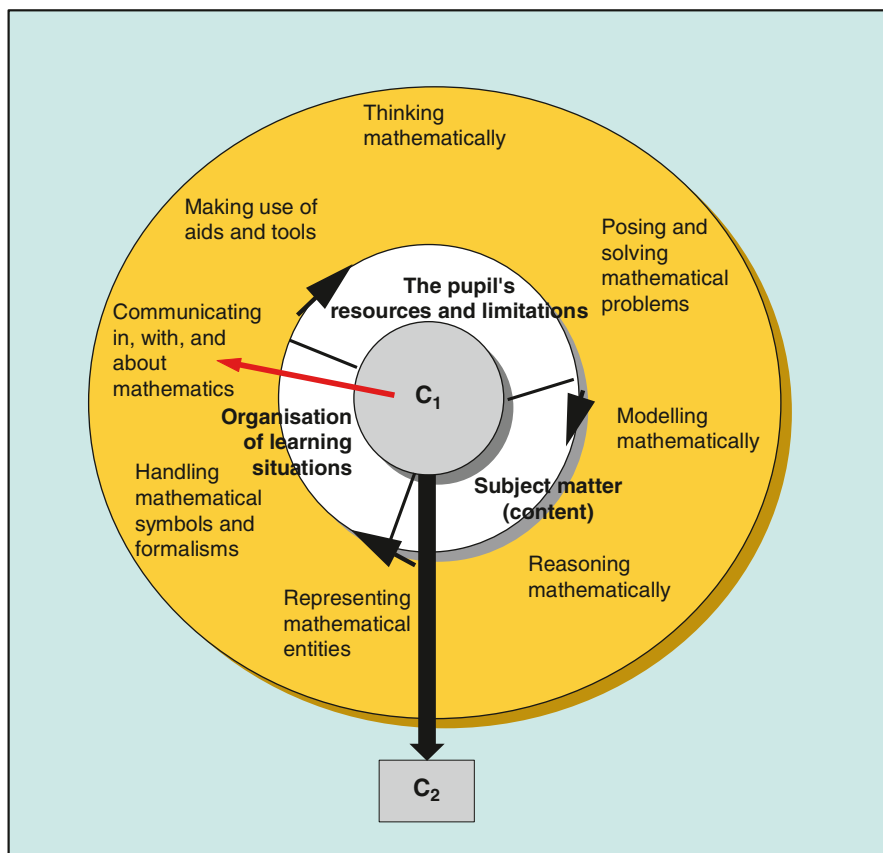 Thinking
mathematically
Making use of
aids and tools
Posing and
solving
mathematical
problems
The pupil's
resources and limitations
Communicating
in, with, and
about
mathematics
C1
Organisation
of learning
situations
Modelling
mathematically
Handling
mathematical
symbols and
formalisms
Subject matter
(content)
Reasoning
mathematically
Representing
mathematical
entities
C2